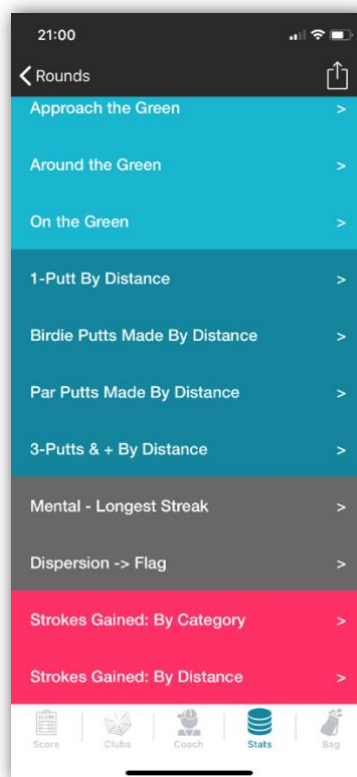 21:00
Rounds
Approach the Green >
Around the Green >
On the Green >
1-Putt By Distance >
Birdie Putts Made By Distance >
Par Putts Made By Distance >
3-Putts & + By Distance >
Mental - Longest Streak >
Dispersion -> Flag >
Strokes Gained: By Category >
Strokes Gained: By Distance >
SCORE
Score Clubs Coach Stats Bag